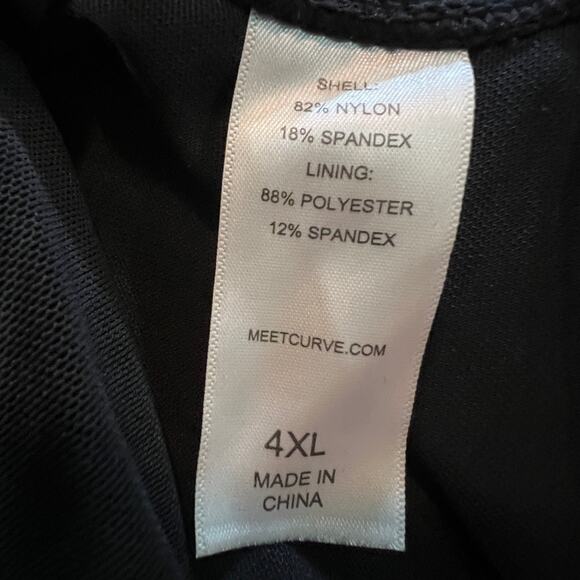 SHELL:
82% NYLON
18% SPANDEX
LINING:
88% POLYESTER
12% SPANDEX
MEETCURVE.COM
4XL
MADE IN
CHINA